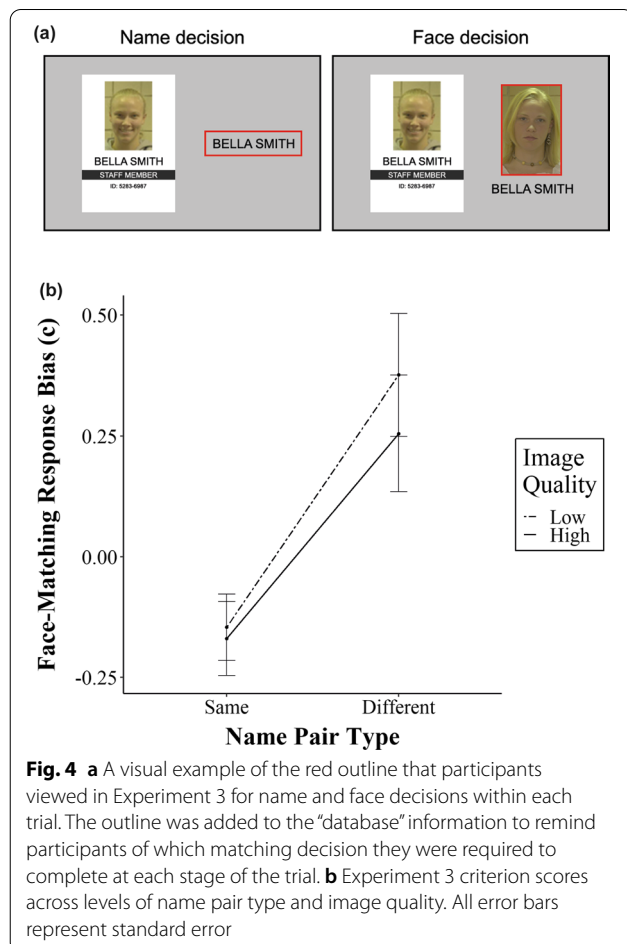 (a)
Name decision
Face decision
BELLA SMITH
STAFF MEMBER
ID: 5283-6987
BELLA SMITH
BELLA SMITH
STAFF MEMBER
ID: 5283-6987
BELLA SMITH
(b)
Face-Matching Response Bias (c)
0.50
0.25
0.00
-0.25
Same
Different
Name Pair Type
Image
Quality
Low
High
Fig. 4 a A visual example of the red outline that participants
viewed in Experiment 3 for name and face decisions within each
trial. The outline was added to the “database” information to remind
participants of which matching decision they were required to
complete at each stage of the trial. b Experiment 3 criterion scores
across levels of name pair type and image quality. All error bars
represent standard error